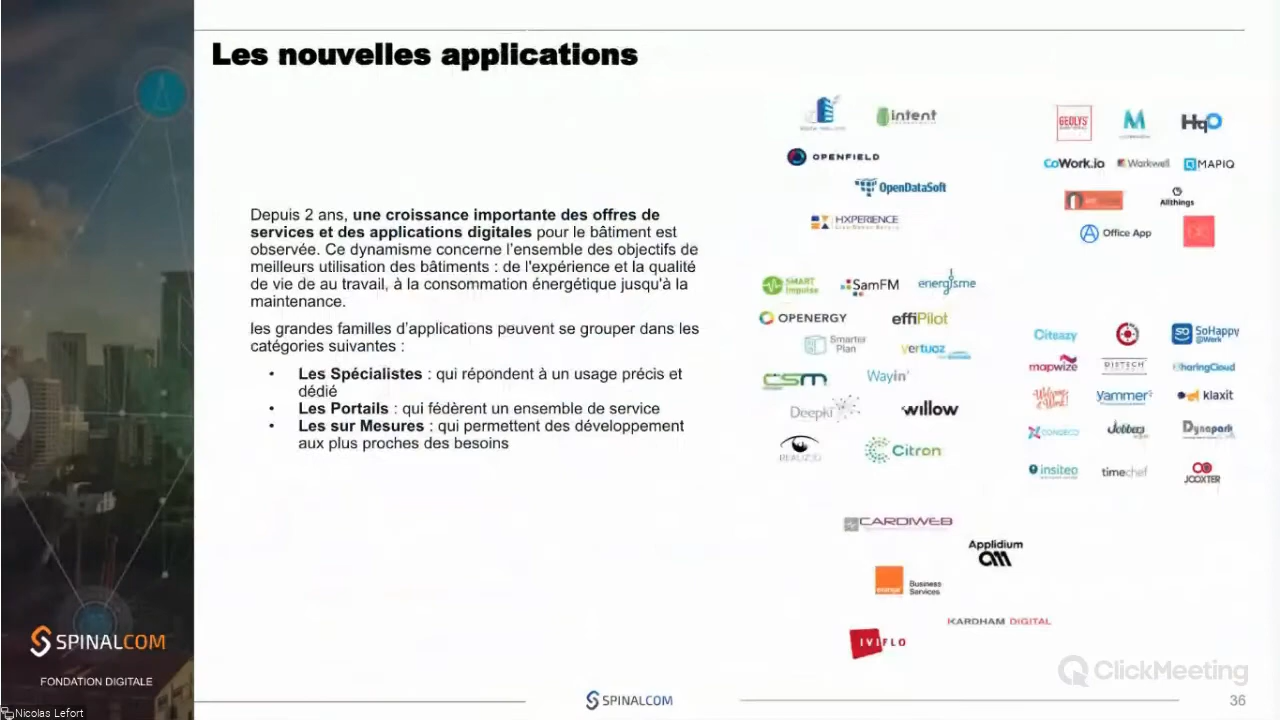 Les nouvelles applications
Depuis 2 ans, une croissance importante des offres de
services et des applications digitales pour le bâtiment est
observée. Ce dynamisme concerne l'ensemble des objectifs de
meilleurs utilisation des bâtiments : de l'expérience et la qualité
de vie de au travail, à la consommation énergétique jusqu'à la
maintenance.
les grandes familles d'applications peuvent se grouper dans les
catégories suivantes :
• Les Spécialistes : qui répondent à un usage précis et
dédié
• Les Portails : qui fédèrent un ensemble de service
• Les sur Mesures : qui permettent des développement
aux plus proches des besoins
intent
OPENFIELD
OpenDataSoft
HXPERIENCE
GEOLYS
HqO
CoWork.io
Workwell
MAPIQ
Allthings
Office App
SMART
Impulse
SamFM
energisme
OPENERGY
effiPilot
Smarter
Plan
vertuoz
CSM
Wayin'
Deepki
willow
Citron
Citeazy
SoHappy
@Work
mapwize
DISTECH
SharingCloud
Welcome
Yammer
klaxit
CONDECO
Jobbers
Dynapark
insiteo
timechef
JOOXTER
CARDIWEB
Applidium
orange
Business
Services
KARDHAM DIGITAL
IVIFLO
SPINALCOM
FONDATION DIGITALE
Nicolas Lefort
SPINALCOM
ClickMeeting
36